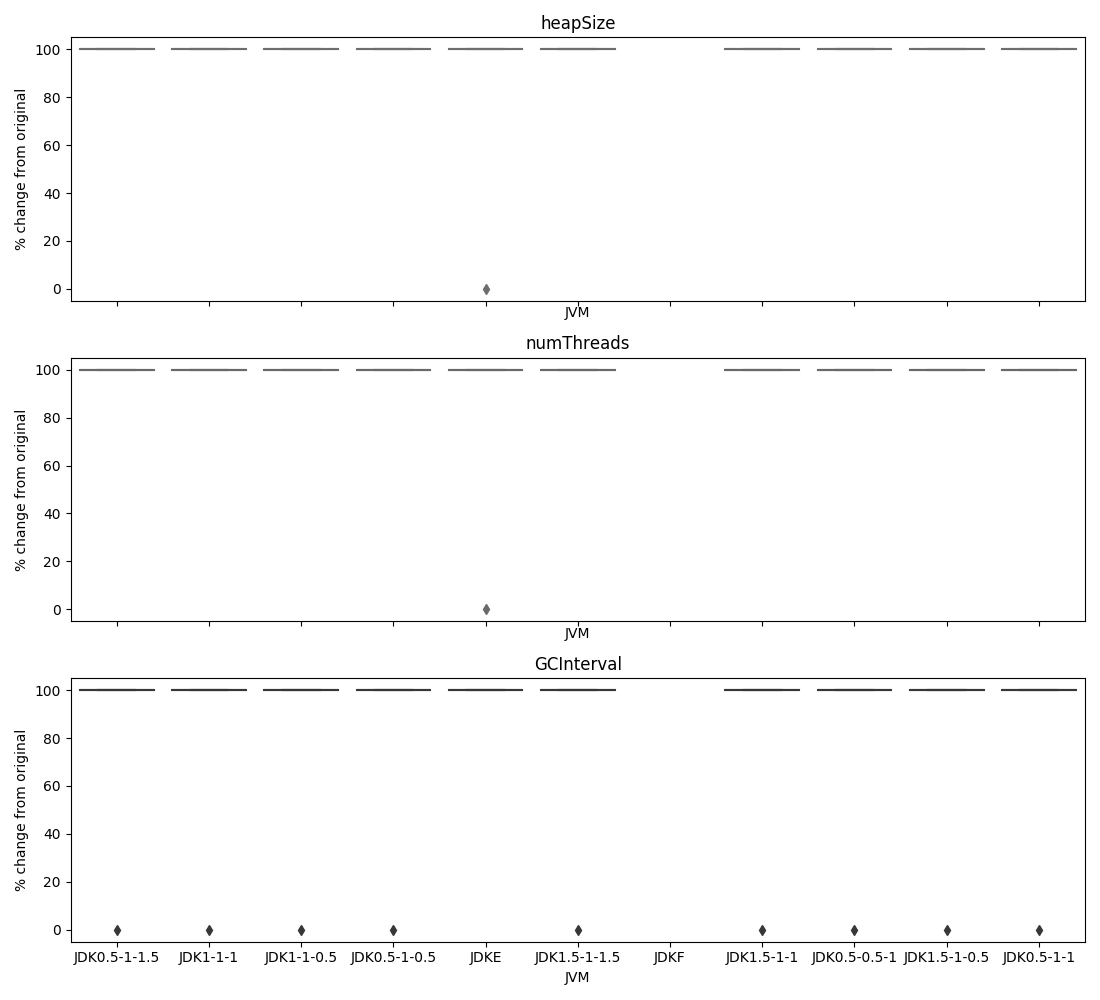 heapSize
100
80
60
40
20
0
% change from original
JVM
numThreads
100
80
60
40
20
0
% change from original
JVM
GCInterval
100
80
60
40
20
0
% change from original
JDK0.5-1-1.5 JDK1-1-1 JDK1-1-0.5 JDK0.5-1-0.5 JDKE JDK1.5-1-1.5 JDKF JDK1.5-1-1 JDK0.5-0.5-1 JDK1.5-1-0.5 JDK0.5-1-1
JVM